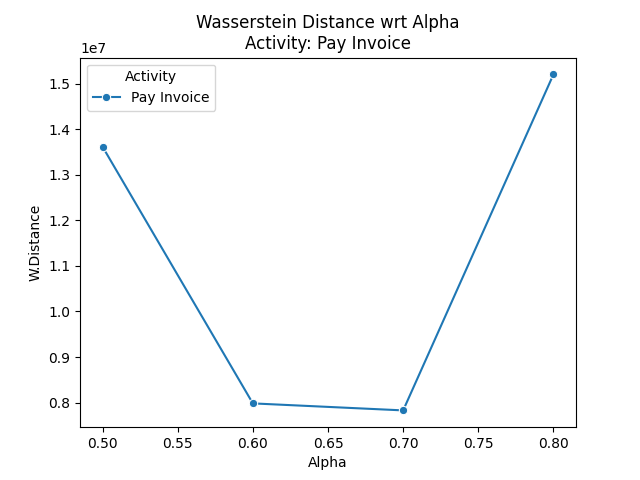 Wasserstein Distance wrt Alpha
Activity: Pay Invoice
1e7
Activity
Pay Invoice
1.5
1.4
1.3
1.2
1.1
1.0
0.9
0.8
W.Distance
0.50 0.55 0.60 0.65 0.70 0.75 0.80
Alpha